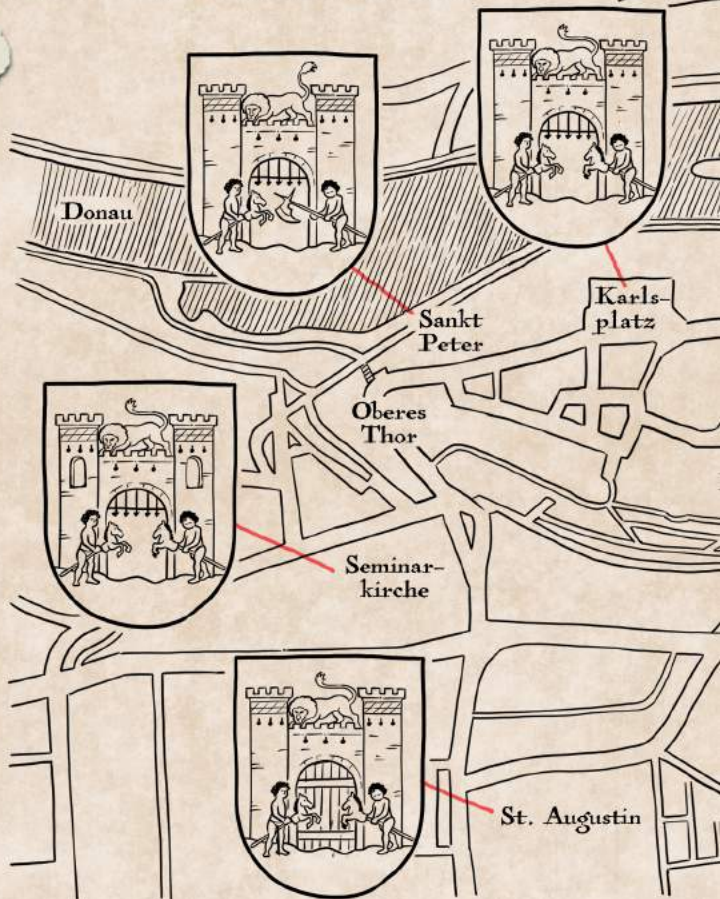 Donau
Karls-
platz
Sankt
Peter
Oberes
Thor
Seminar-
kirche
St. Augustin